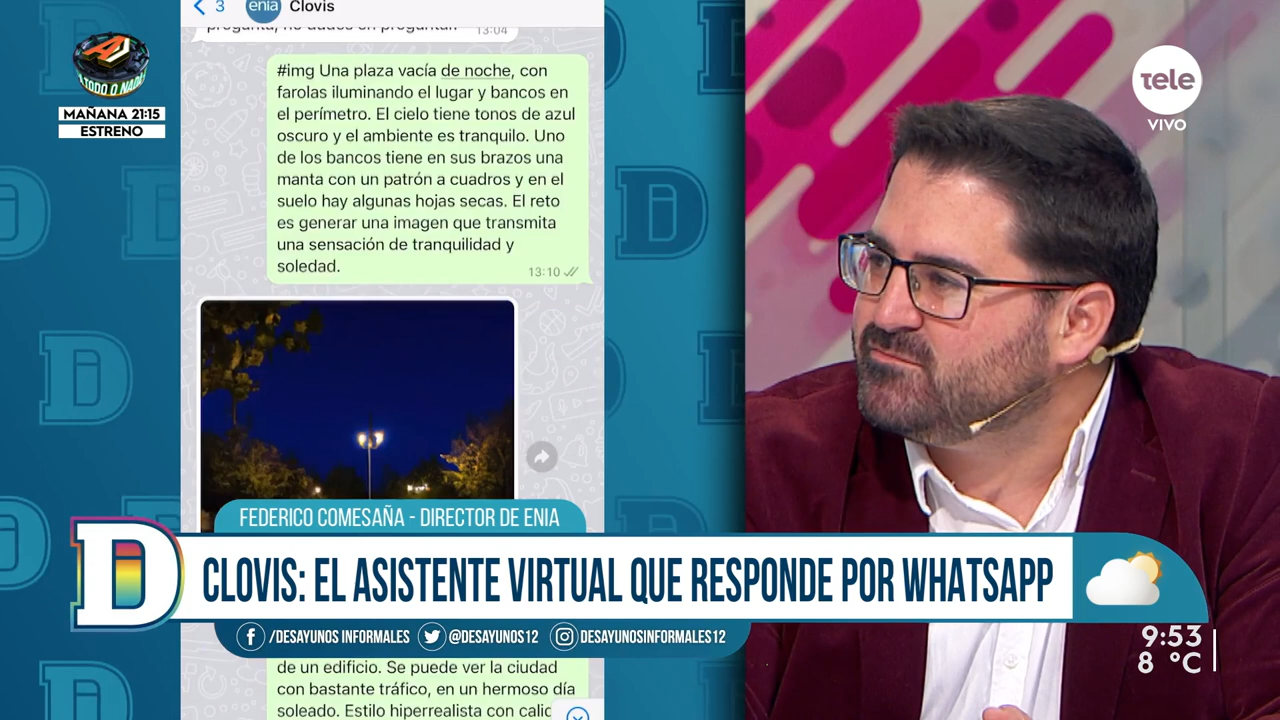 3
enia
Clovis
13:04
#img Una plaza vacía de noche, con
farolas iluminando el lugar y bancos en
el perímetro. El cielo tiene tonos de azul
oscuro y el ambiente es tranquilo. Uno
de los bancos tiene en sus brazos una
manta con un patrón a cuadros y en el
suelo hay algunas hojas secas. El reto
es generar una imagen que transmita
una sensación de tranquilidad y
soledad.
13:10
A TODO O NADA
MAÑANA 21:15
ESTRENO
tele
VIVO
FEDERICO COMESAÑA - DIRECTOR DE ENIA
D
CLOVIS: EL ASISTENTE VIRTUAL QUE RESPONDE POR WHATSAPP
/DESAYUNOS INFORMALES
@DESAYUNOS12
DESAYUNOSINFORMALES12
9:53
8 °C
de un edificio. Se puede ver la ciudad
con bastante tráfico, en un hermoso día
soleado. Estilo hiperrealista con